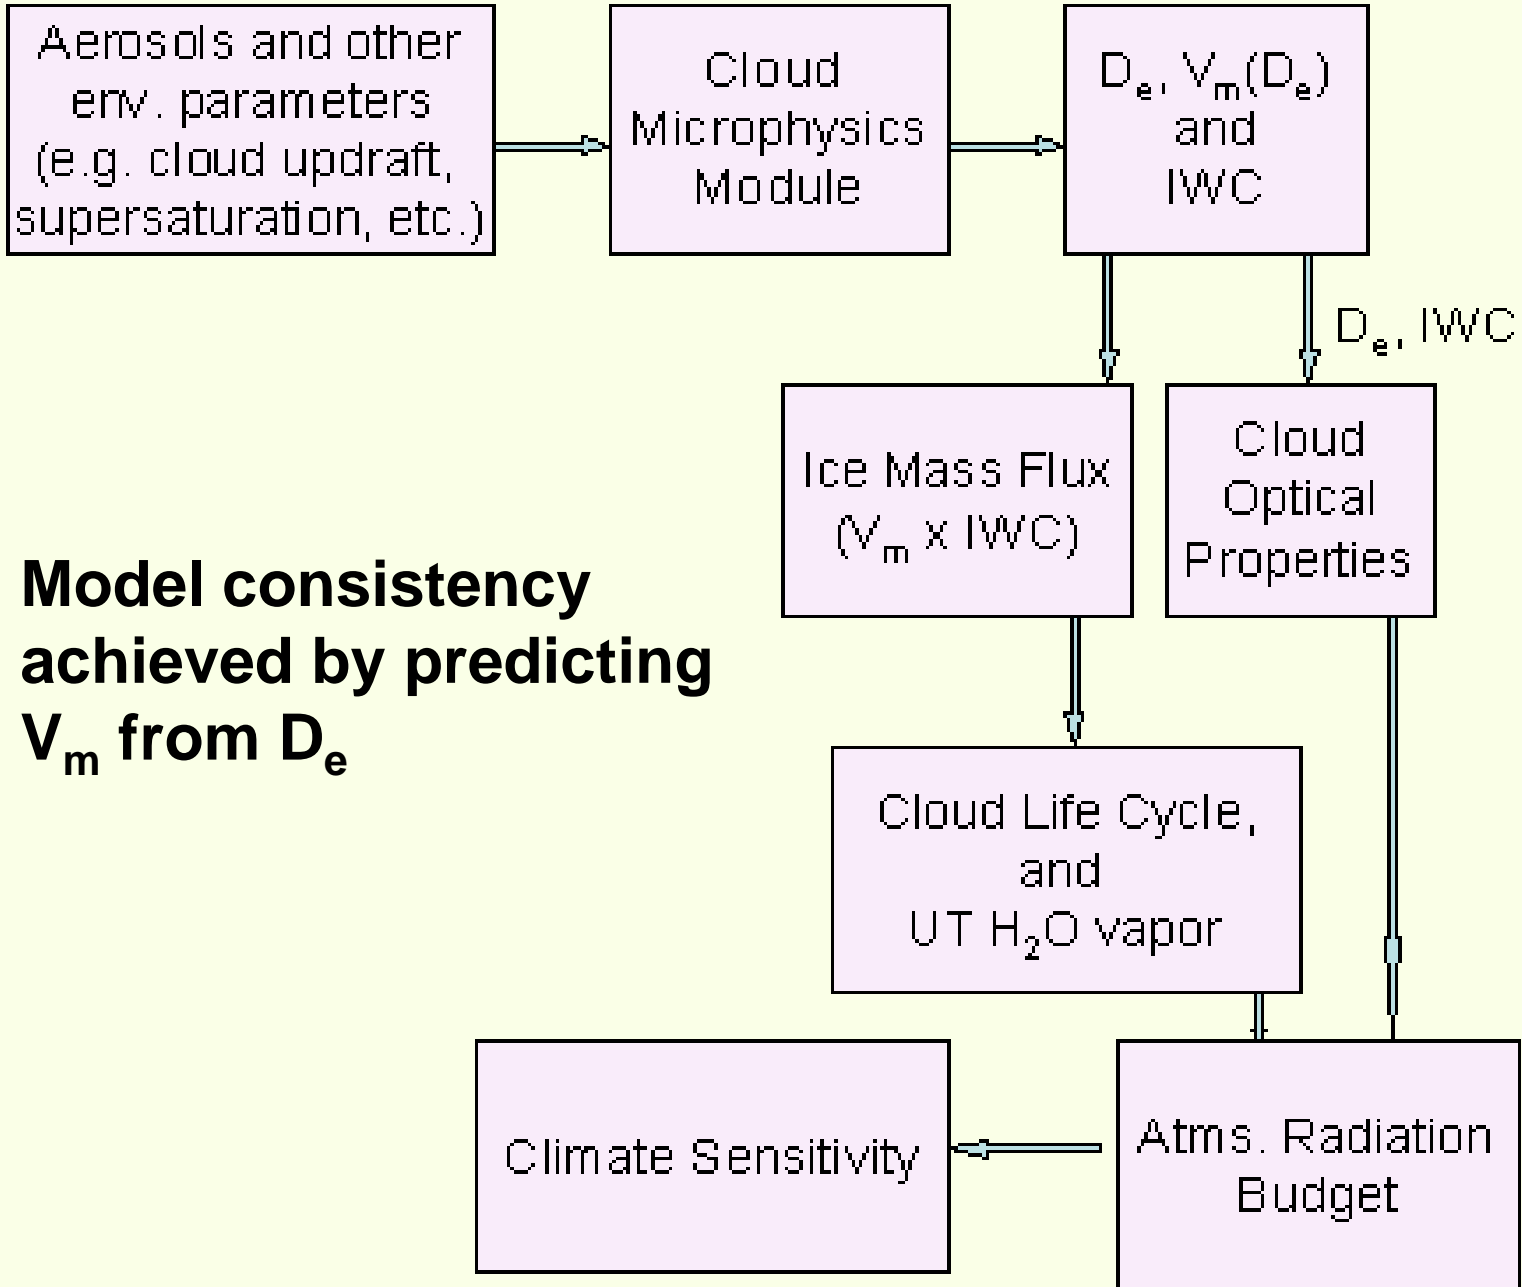 Aerosols and other
env. parameters
(e.g. cloud updraft,
supersaturation, etc.)
Cloud
Microphysics
Module
Dₑ, Vₘ(Dₑ)
and
IWC
Dₑ, IWC
Ice Mass Flux
(Vₘ x IWC)
Cloud
Optical
Properties
Model consistency
achieved by predicting
Vₘ from Dₑ
Cloud Life Cycle,
and
UT H₂O vapor
Climate Sensitivity
Atms. Radiation
Budget